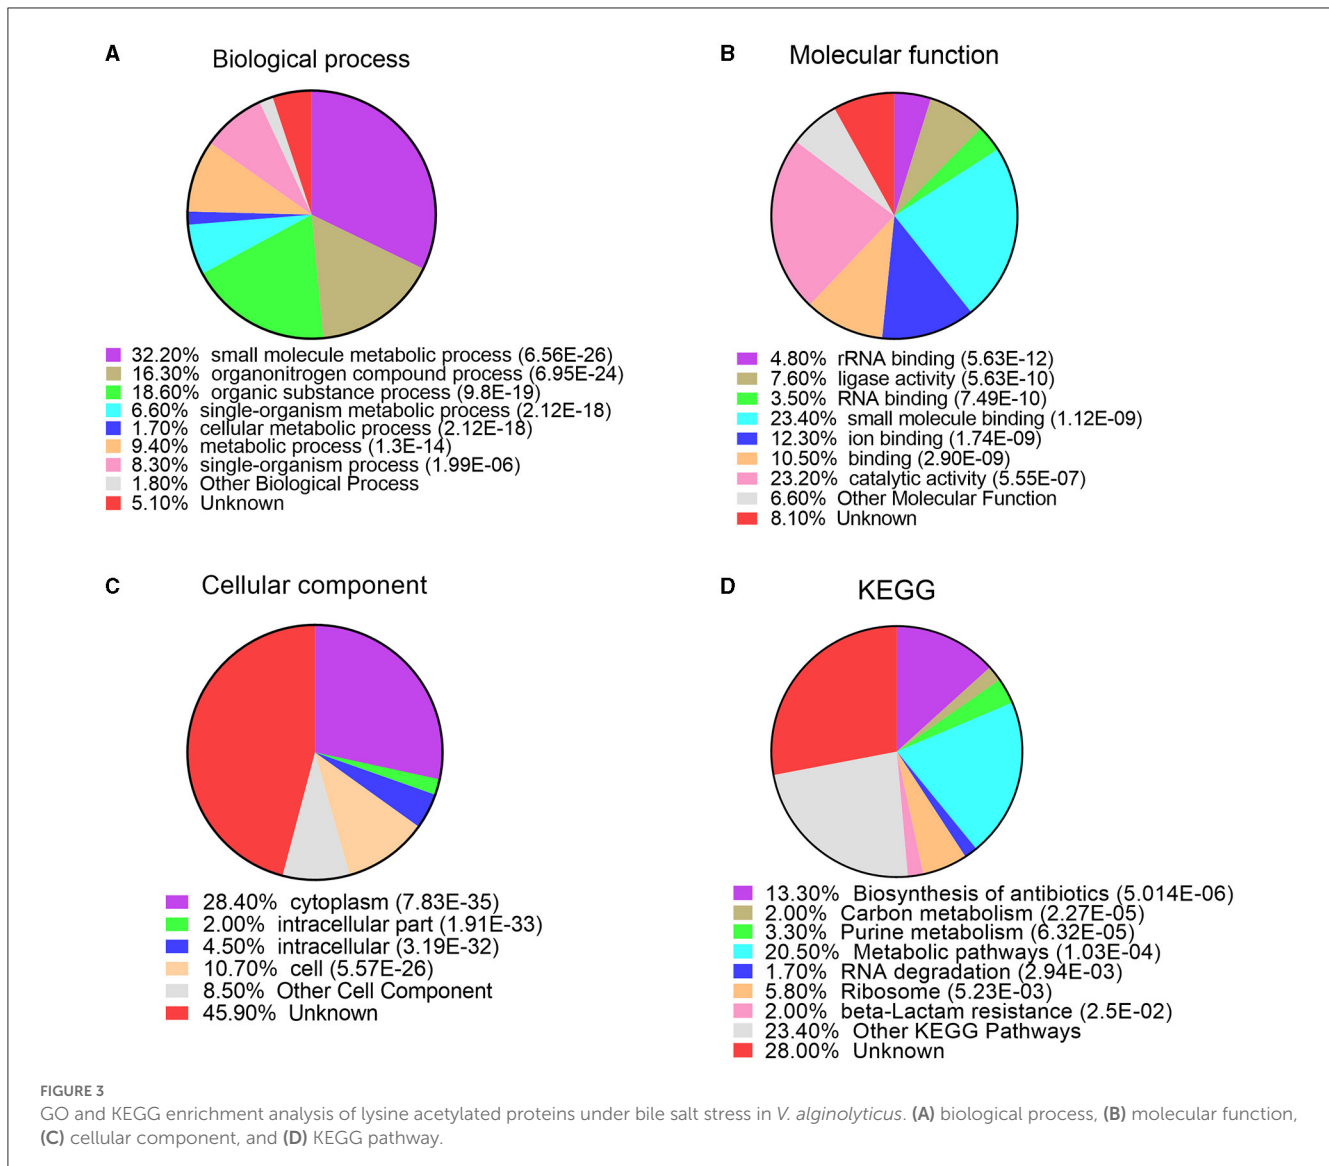 A
Biological process
32.20% small molecule metabolic process (6.56E-26)
16.30% organonitrogen compound process (6.95E-24)
18.60% organic substance process (9.8E-19)
6.60% single-organism metabolic process (2.12E-18)
1.70% cellular metabolic process (2.12E-18)
9.40% metabolic process (1.3E-14)
8.30% single-organism process (1.99E-06)
1.80% Other Biological Process
5.10% Unknown
B
Molecular function
4.80% rRNA binding (5.63E-12)
7.60% ligase activity (5.63E-10)
3.50% RNA binding (7.49E-10)
23.40% small molecule binding (1.12E-09)
12.30% ion binding (1.74E-09)
10.50% binding (2.90E-09)
23.20% catalytic activity (5.55E-07)
6.60% Other Molecular Function
8.10% Unknown
C
Cellular component
28.40% cytoplasm (7.83E-35)
2.00% intracellular part (1.91E-33)
4.50% intracellular (3.19E-32)
10.70% cell (5.57E-26)
8.50% Other Cell Component
45.90% Unknown
D
KEGG
13.30% Biosynthesis of antibiotics (5.014E-06)
2.00% Carbon metabolism (2.27E-05)
3.30% Purine metabolism (6.32E-05)
20.50% Metabolic pathways (1.03E-04)
1.70% RNA degradation (2.94E-03)
5.80% Ribosome (5.23E-03)
2.00% beta-Lactam resistance (2.5E-02)
23.40% Other KEGG Pathways
28.00% Unknown
FIGURE 3
GO and KEGG enrichment analysis of lysine acetylated proteins under bile salt stress in V. alginolyticus. (A) biological process, (B) molecular function,
(C) cellular component, and (D) KEGG pathway.